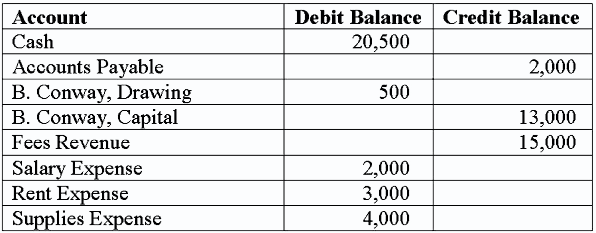 Account Debit Balance Credit Balance
Cash 20,500
Accounts Payable 2,000
B. Conway, Drawing 500
B. Conway, Capital 13,000
Fees Revenue 15,000
Salary Expense 2,000
Rent Expense 3,000
Supplies Expense 4,000